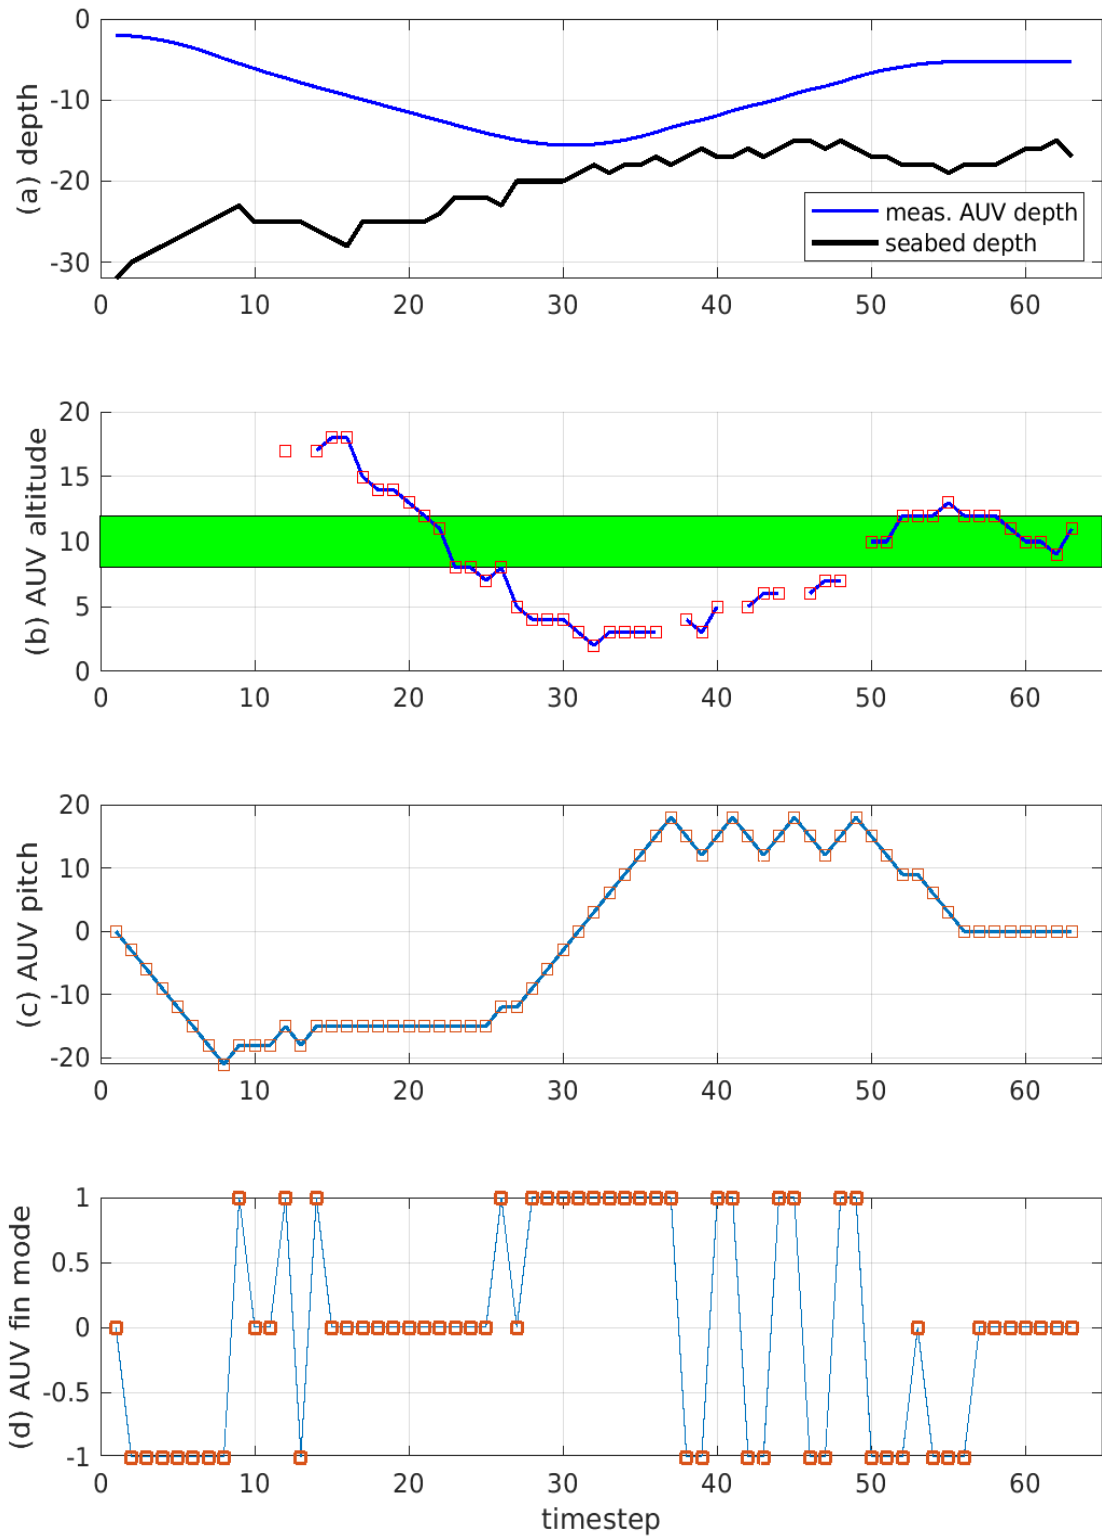 0
-10
-20
-30
(a) depth
meas. AUV depth
seabed depth
0 10 20 30 40 50 60
20
15
10
5
0
(b) AUV altitude
0 10 20 30 40 50 60
20
10
0
-10
-20
(c) AUV pitch
0 10 20 30 40 50 60
1
0.5
0
-0.5
-1
(d) AUV fin mode
0 10 20 30 40 50 60
timestep